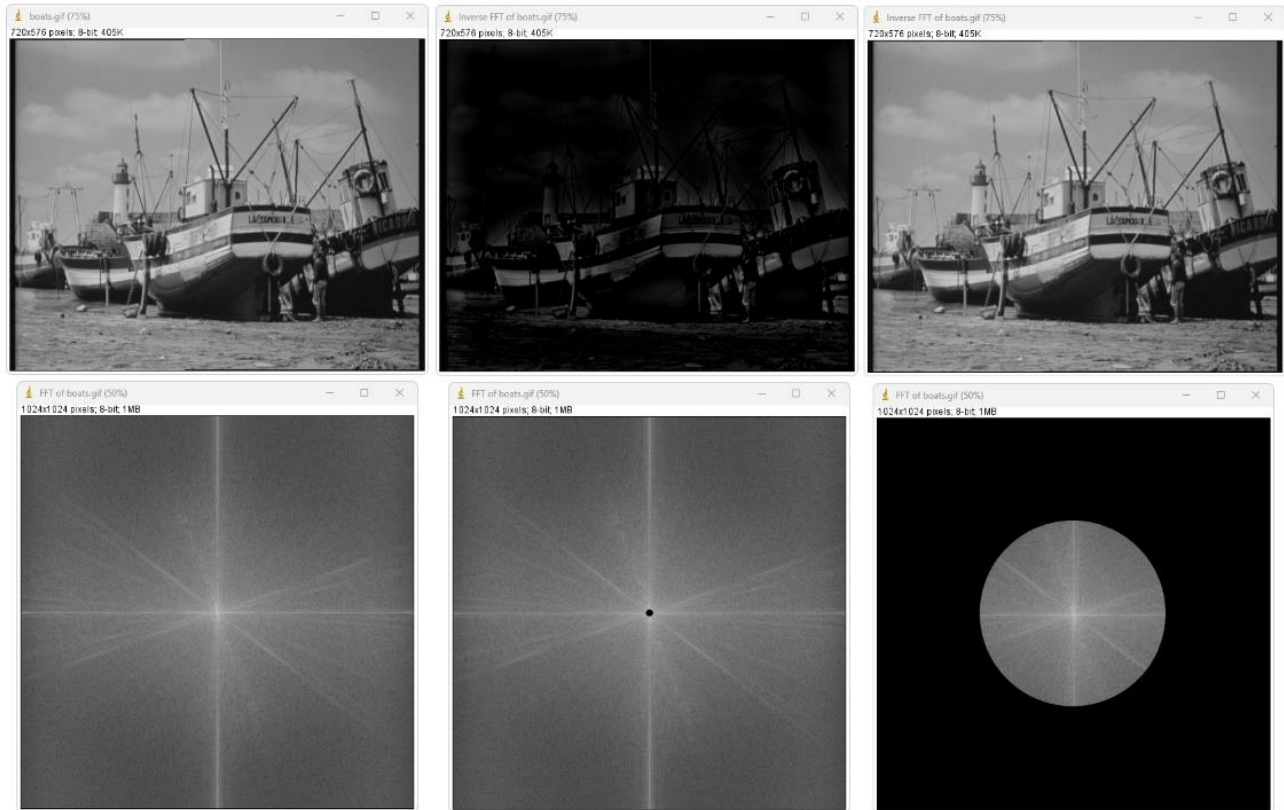 boats.gif (75%)
720x576 pixels; 8-bit; 405K
Inverse FFT of boats.gif (75%)
720x576 pixels; 8-bit; 405K
Inverse FFT of boats.gif (75%)
720x576 pixels; 8-bit; 405K
FFT of boats.gif (50%)
1024x1024 pixels; 8-bit; 1MB
FFT of boats.gif (50%)
1024x1024 pixels; 8-bit; 1MB
FFT of boats.gif (50%)
1024x1024 pixels; 8-bit; 1MB